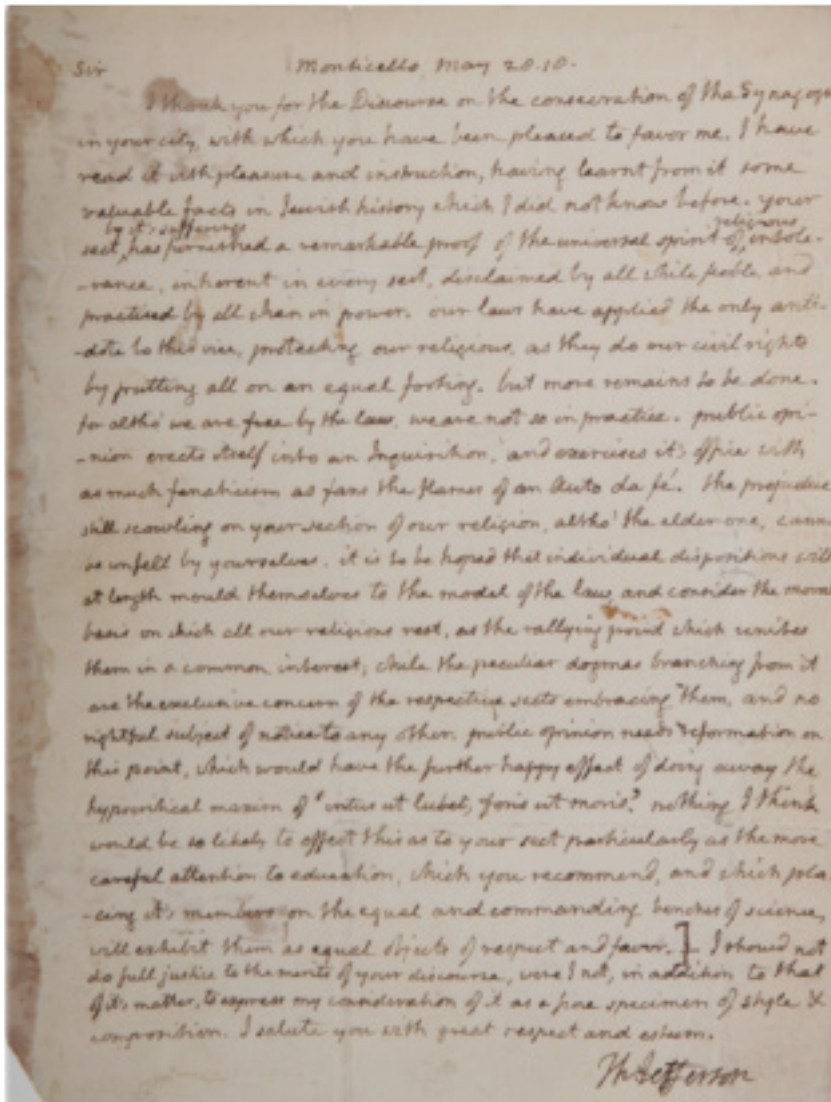 Sir Monticello May 28. 18.
I thank you for the Discourse on the consecration of the Synagogue
in your city, with which you have been pleased to favor me. I have
read it with pleasure and instruction, having learnt from it some
valuable facts in Jewish history which I did not know before. your
by it's sufferings religious
sect, has furnished a remarkable proof of the universal spirit of, intole-
-rance, inherent in every sect, disclaimed by all while feeble, and
practised by all when in power. our laws have applied the only anti-
-dote to this vice, protecting our religious, as they do our civil rights
by putting all on an equal footing. but more remains to be done.
for altho' we are free by the law, we are not so in practice. public opi-
-nion erects itself into an Inquisition, and exercises it's office with
as much fanaticism as fans the flames of an Auto da fé. the prejudice
still scowling on your section of our religion, altho' the elder one, cannot
be unfelt by yourselves. it is to be hoped that individual dispositions will
at length mould themselves to the model of the law, and consider the moral
basis on which all our religions rest, as the rallying point which unites
them in a common interest; while the peculiar dogmas branching from it
are the exclusive concern of the respective sects embracing them, and no
rightful subject of notice to any other. public opinion needs reformation on
this point, which would have the further happy effect of doing away the
hypocritical maxim of 'intus ut lubet, foris ut moris.' nothing I think
would be so likely to effect this as to your sect particularly as the more
careful attention to education, which you recommend, and which pla
-cing it's members on the equal and commanding benches of science,
will exhibit them as equal objects of respect and favor.] I should not
do full justice to the merits of your discourse, were I not, in addition to that
of it's matter, to express my consideration of it as a fine specimen of style &
composition. I salute you with great respect and esteem.
Th Jefferson